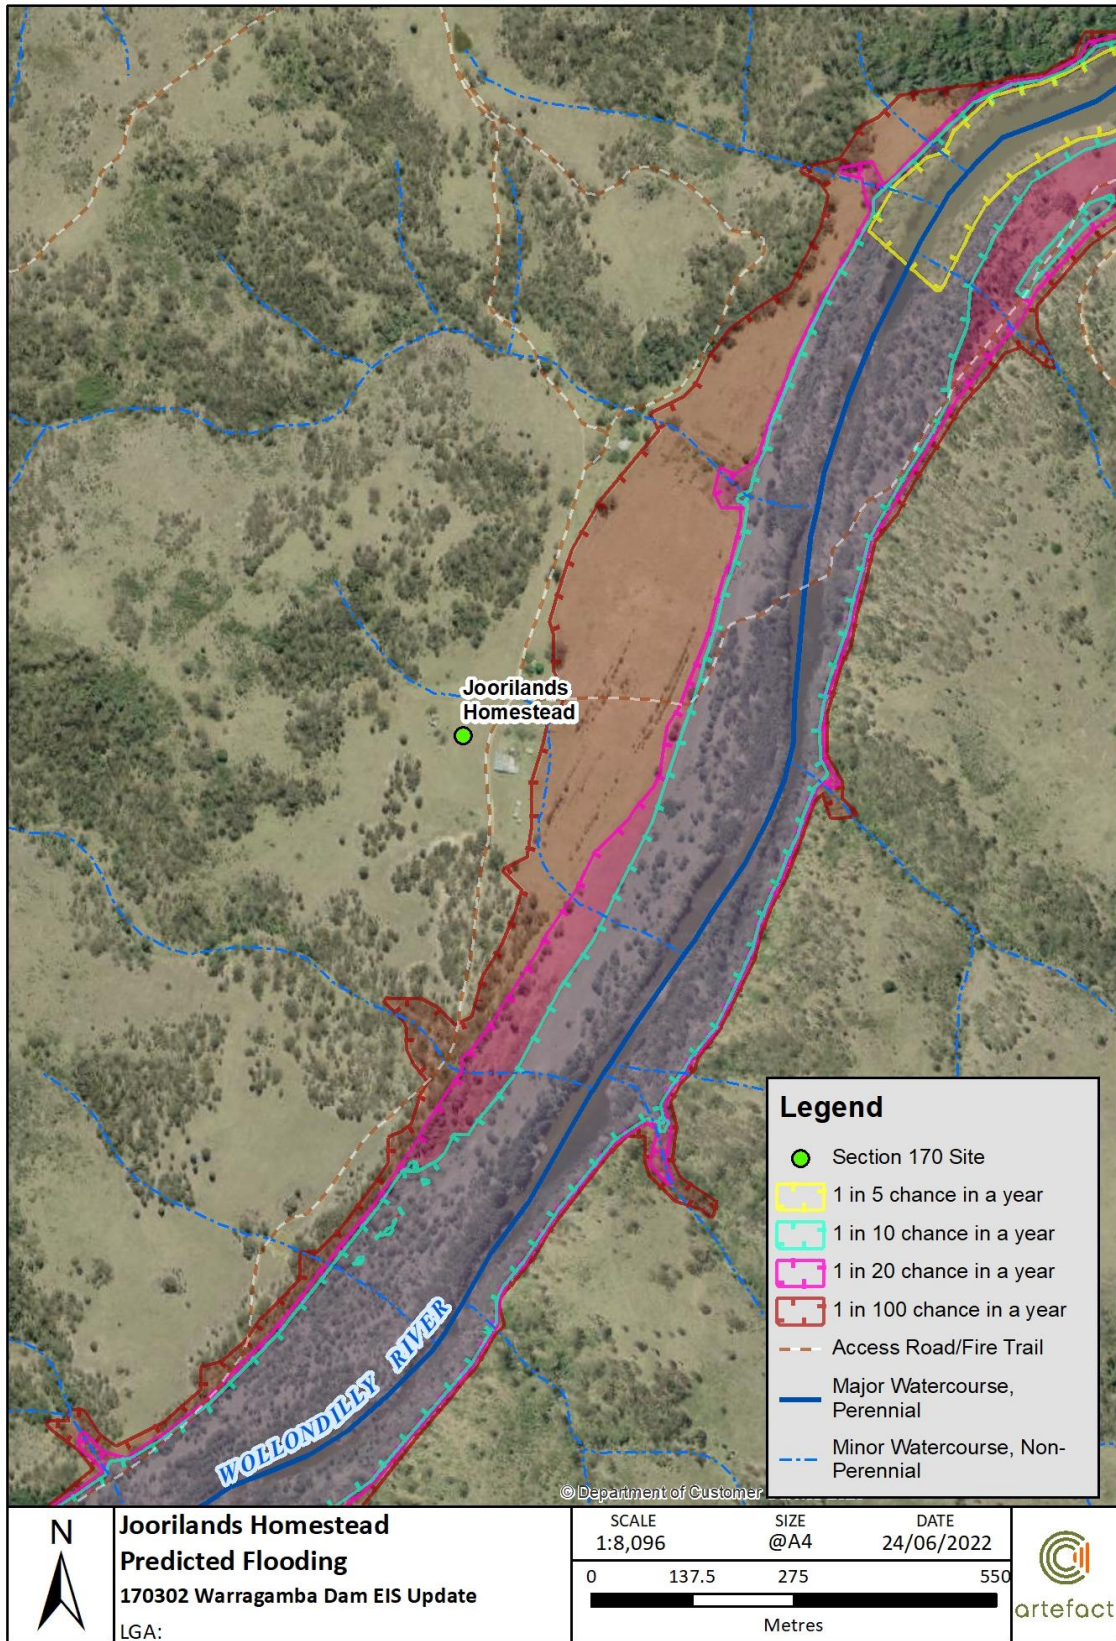 Joorilands
Homestead
WOLLONDILLY RIVER
Legend
Section 170 Site
1 in 5 chance in a year
1 in 10 chance in a year
1 in 20 chance in a year
1 in 100 chance in a year
Access Road/Fire Trail
Major Watercourse,
Perennial
Minor Watercourse, Non-
Perennial
© Department of Customer
N
Joorilands Homestead
Predicted Flooding
170302 Warragamba Dam EIS Update
LGA:
SCALE
1:8,096
SIZE
@A4
DATE
24/06/2022
0 137.5 275 550
Metres
artefact